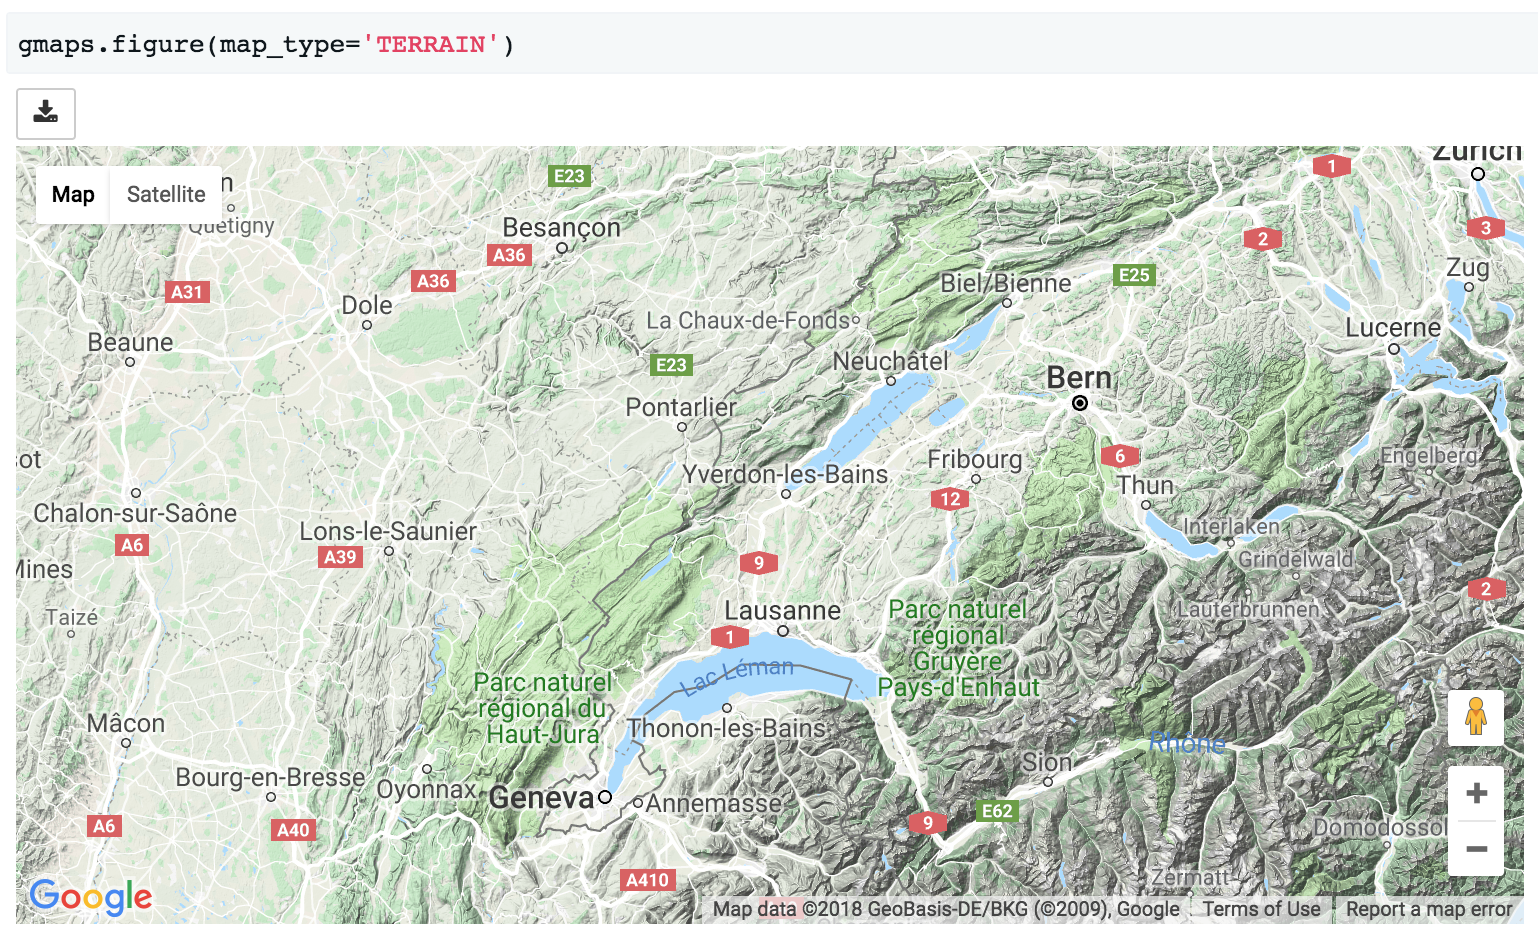 gmaps.figure(map_type='TERRAIN')
Map Satellite
Quetigny
E23
1
Zürich
Besançon
A36
2
3
A36
A31
Biel/Bienne
E25
Zug
Dole
La Chaux-de-Fonds
Lucerne
Beaune
E23
Neuchâtel
Bern
Pontarlier
6
Engelberg
Fribourg
Yverdon-les-Bains
Thun
12
Chalon-sur-Saône
Interlaken
Lons-le-Saunier
A6
A39
9
Grindelwald
Mines
2
Lausanne
Parc naturel
régional
Gruyère
Pays-d'Enhaut
Lauterbrunnen
Taizé
1
Lac Léman
Parc naturel
régional du
Haut-Jura
Mâcon
Thonon-les-Bains
Rhône
Sion
Bourg-en-Bresse
Oyonnax
Geneva
Annemasse
E62
9
A6
A40
Domodossol
A410
Zermatt
Google
Map data ©2018 GeoBasis-DE/BKG (©2009), Google Terms of Use Report a map error